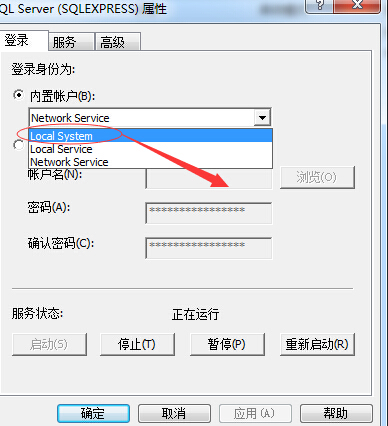 QL Server (SQLEXPRESS) 属性
?
登录
服务
高级
登录身份为:
内置帐户(B):
Network Service
Local System
Local Service
Network Service
帐户名(N):
浏览(O)
密码(A):
****************
确认密码(C):
****************
服务状态:
正在运行
启动(S)
停止(T)
暂停(P)
重新启动(R)
确定
取消
应用(A)
帮助